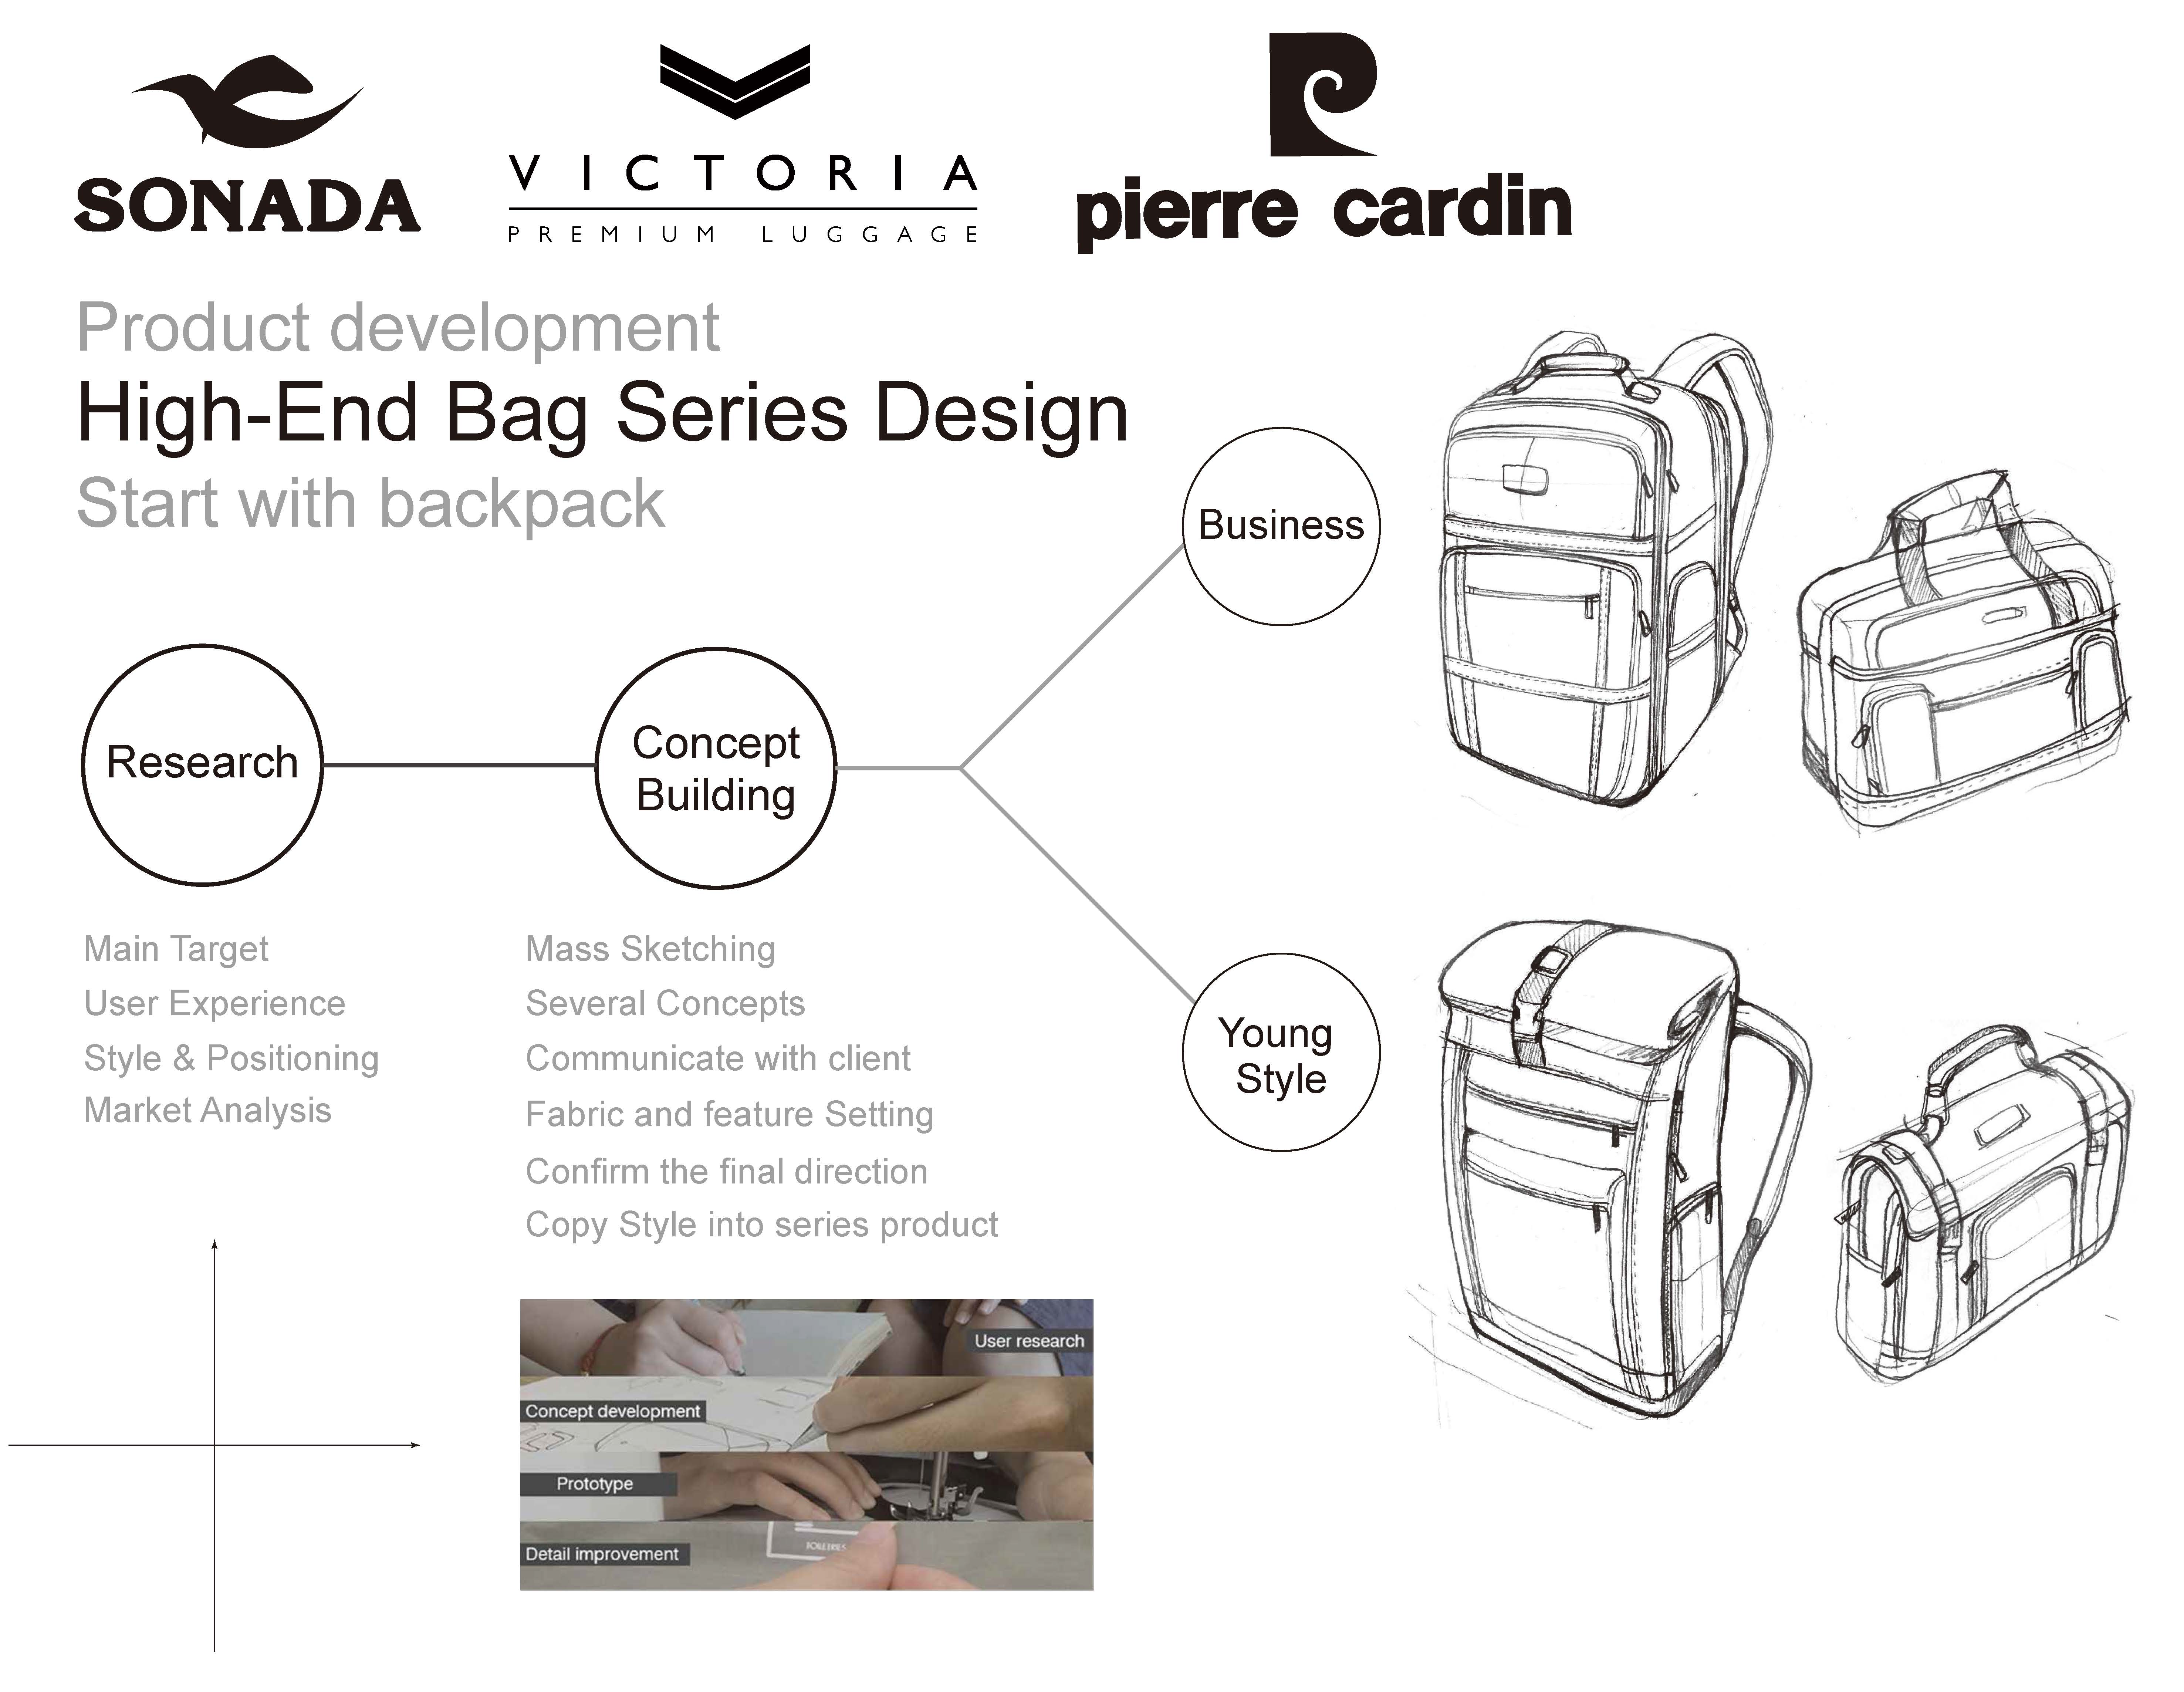 SONADA
VICTORIA
PREMIUM LUGGAGE
pierre cardin
Product development
High-End Bag Series Design
Start with backpack
Business
Research
Concept
Building
Young
Style
Main Target
User Experience
Style & Positioning
Market Analysis
Mass Sketching
Several Concepts
Communicate with client
Fabric and feature Setting
Confirm the final direction
Copy Style into series product
User research
Concept development
Prototype
Detail improvement